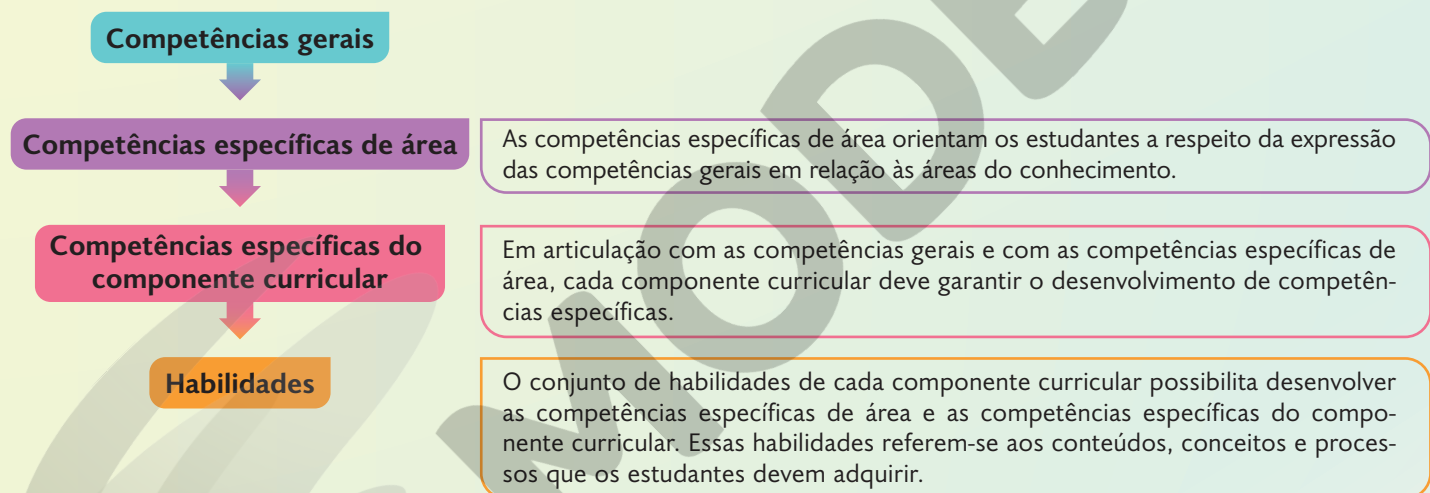 Competências gerais
Competências específicas de área
As competências específicas de área orientam os estudantes a respeito da expressão
das competências gerais em relação às áreas do conhecimento.
Competências específicas do
componente curricular
Em articulação com as competências gerais e com as competências específicas de
área, cada componente curricular deve garantir o desenvolvimento de competên-
cias específicas.
Habilidades
O conjunto de habilidades de cada componente curricular possibilita desenvolver
as competências específicas de área e as competências específicas do compo-
nente curricular. Essas habilidades referem-se aos conteúdos, conceitos e proces-
sos que os estudantes devem adquirir.
MODE